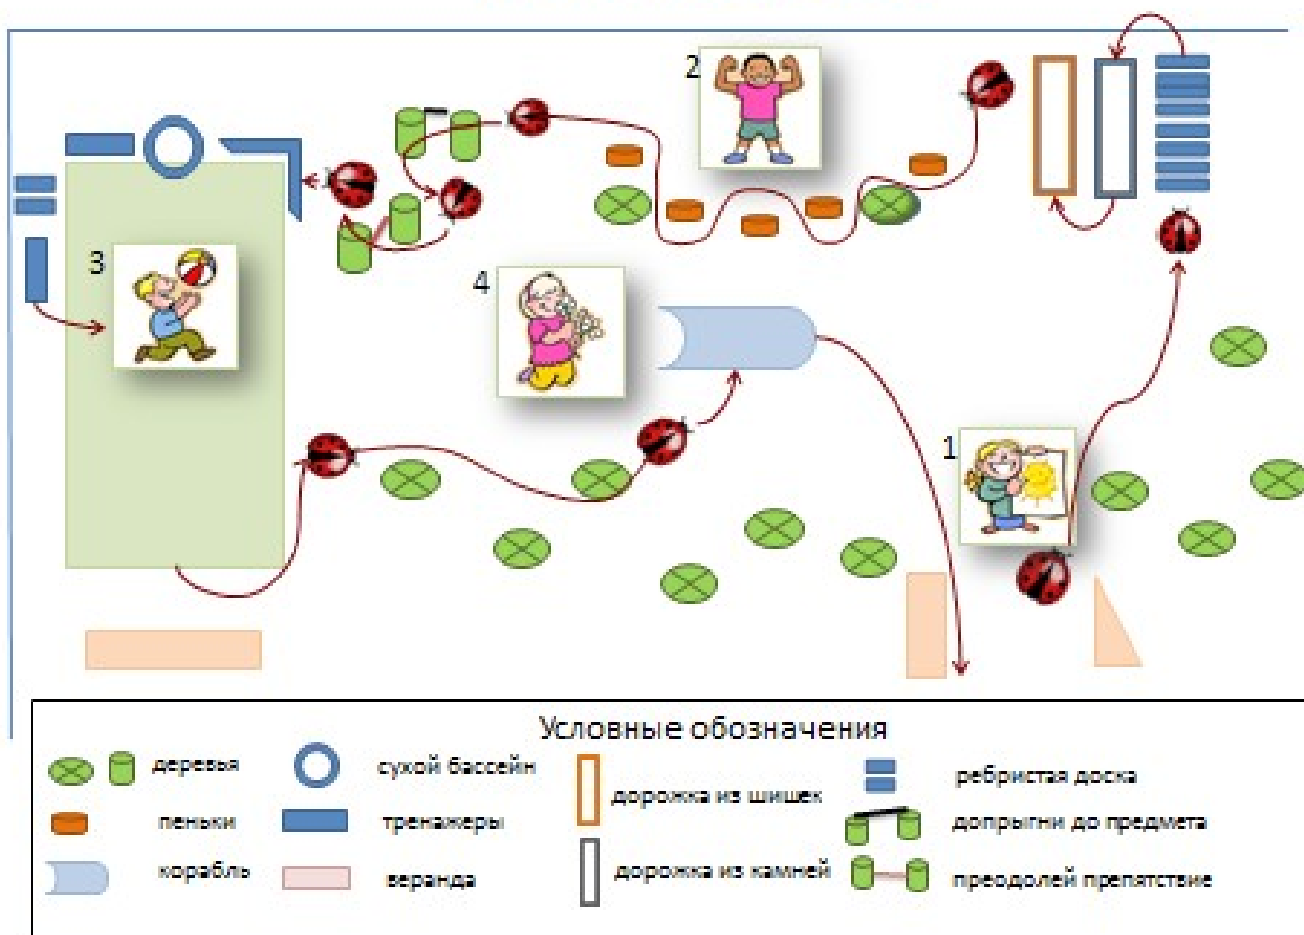 2
3
4
1
Условные обозначения
деревья
сухой бассейн
дорожка из шишек
ребристая доска
пеньки
тренажеры
допрыгни до предмета
корабль
веранда
дорожка из камней
преодолей препятствие